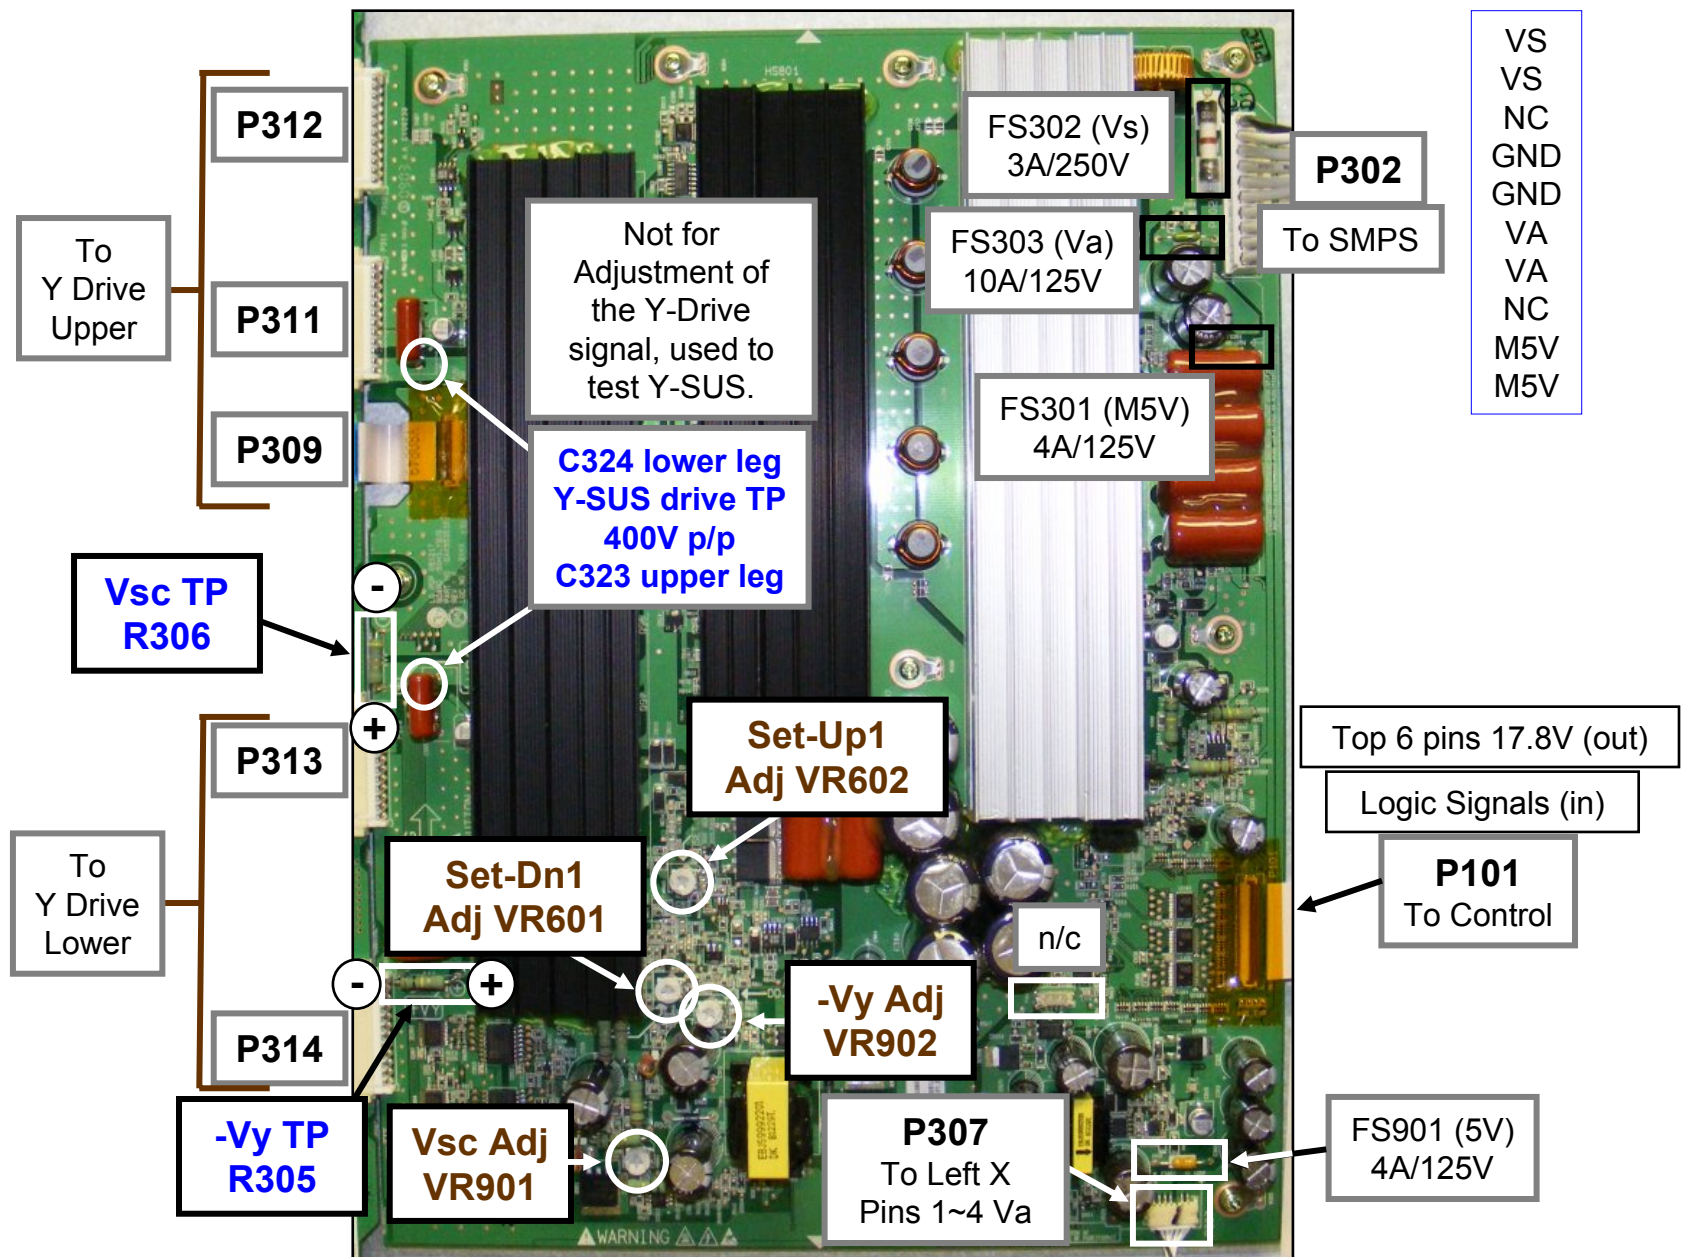 VS
VS
NC
GND
GND
VA
VA
NC
M5V
M5V
HS801
P312
FS302 (Vs)
3A/250V
P302
To SMPS
To
Y Drive
Upper
Not for
Adjustment of
the Y-Drive
signal, used to
test Y-SUS.
FS303 (Va)
10A/125V
P311
FS301 (M5V)
4A/125V
P309
C324 lower leg
Y-SUS drive TP
400V p/p
C323 upper leg
-
Vsc TP
R306
+
P313
Set-Up1
Adj VR602
Top 6 pins 17.8V (out)
Logic Signals (in)
P101
To Control
To
Y Drive
Lower
Set-Dn1
Adj VR601
n/c
-
+
-Vy Adj
VR902
P314
-Vy TP
R305
Vsc Adj
VR901
EBJ59992201
P307
To Left X
Pins 1~4 Va
FS901 (5V)
4A/125V
WARNING